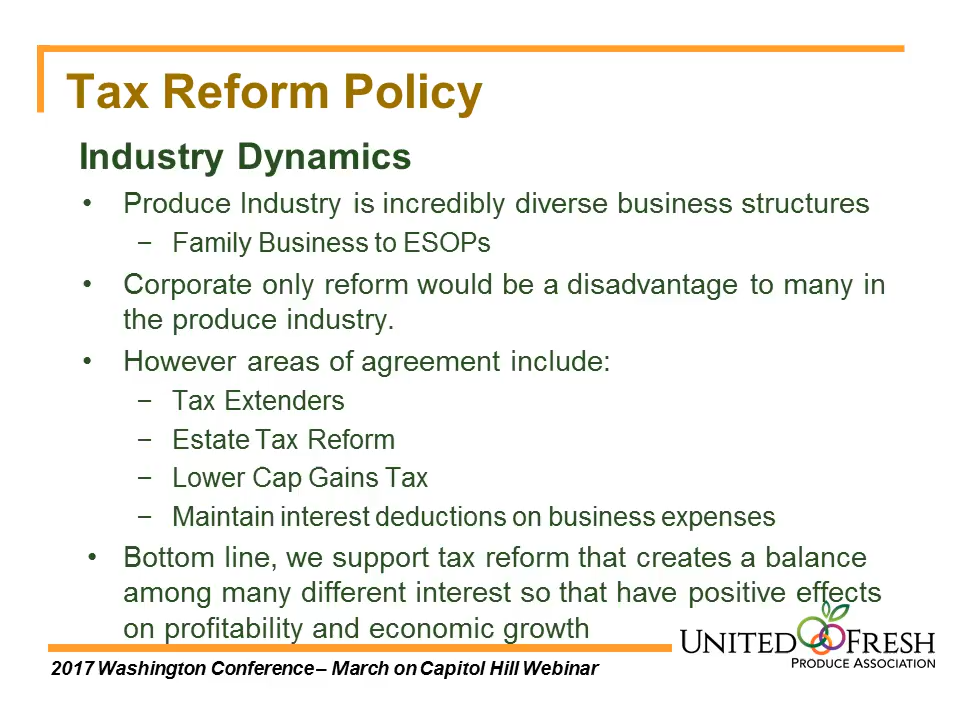 Tax Reform Policy
Industry Dynamics
• Produce Industry is incredibly diverse business structures
– Family Business to ESOPs
• Corporate only reform would be a disadvantage to many in
the produce industry.
• However areas of agreement include:
– Tax Extenders
– Estate Tax Reform
– Lower Cap Gains Tax
– Maintain interest deductions on business expenses
• Bottom line, we support tax reform that creates a balance
among many different interest so that have positive effects
on profitability and economic growth
UNITED FRESH
PRODUCE ASSOCIATION
2017 Washington Conference – March on Capitol Hill Webinar